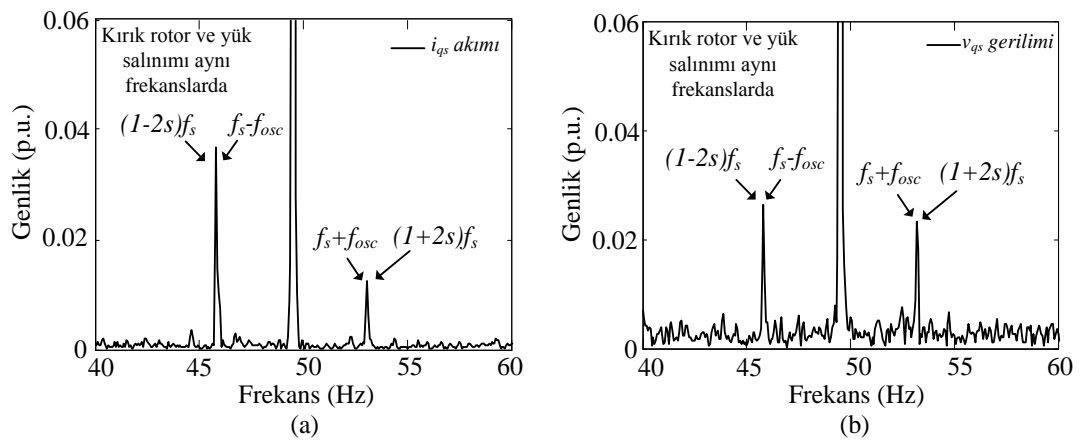 0.06
Kırık rotor ve yük
salınımı aynı
frekanslarda
i_qs akımı
(1-2s)f_s f_s-f_osc
f_s+f_osc (1+2s)f_s
0.04
0.02
0
Genlik (p.u.)
40 45 50 55 60
Frekans (Hz)
(a)
0.06
Kırık rotor ve yük
salınımı aynı
frekanslarda
v_qs gerilimi
(1-2s)f_s f_s-f_osc
f_s+f_osc (1+2s)f_s
0.04
0.02
0
Genlik (p.u.)
40 45 50 55 60
Frekans (Hz)
(b)